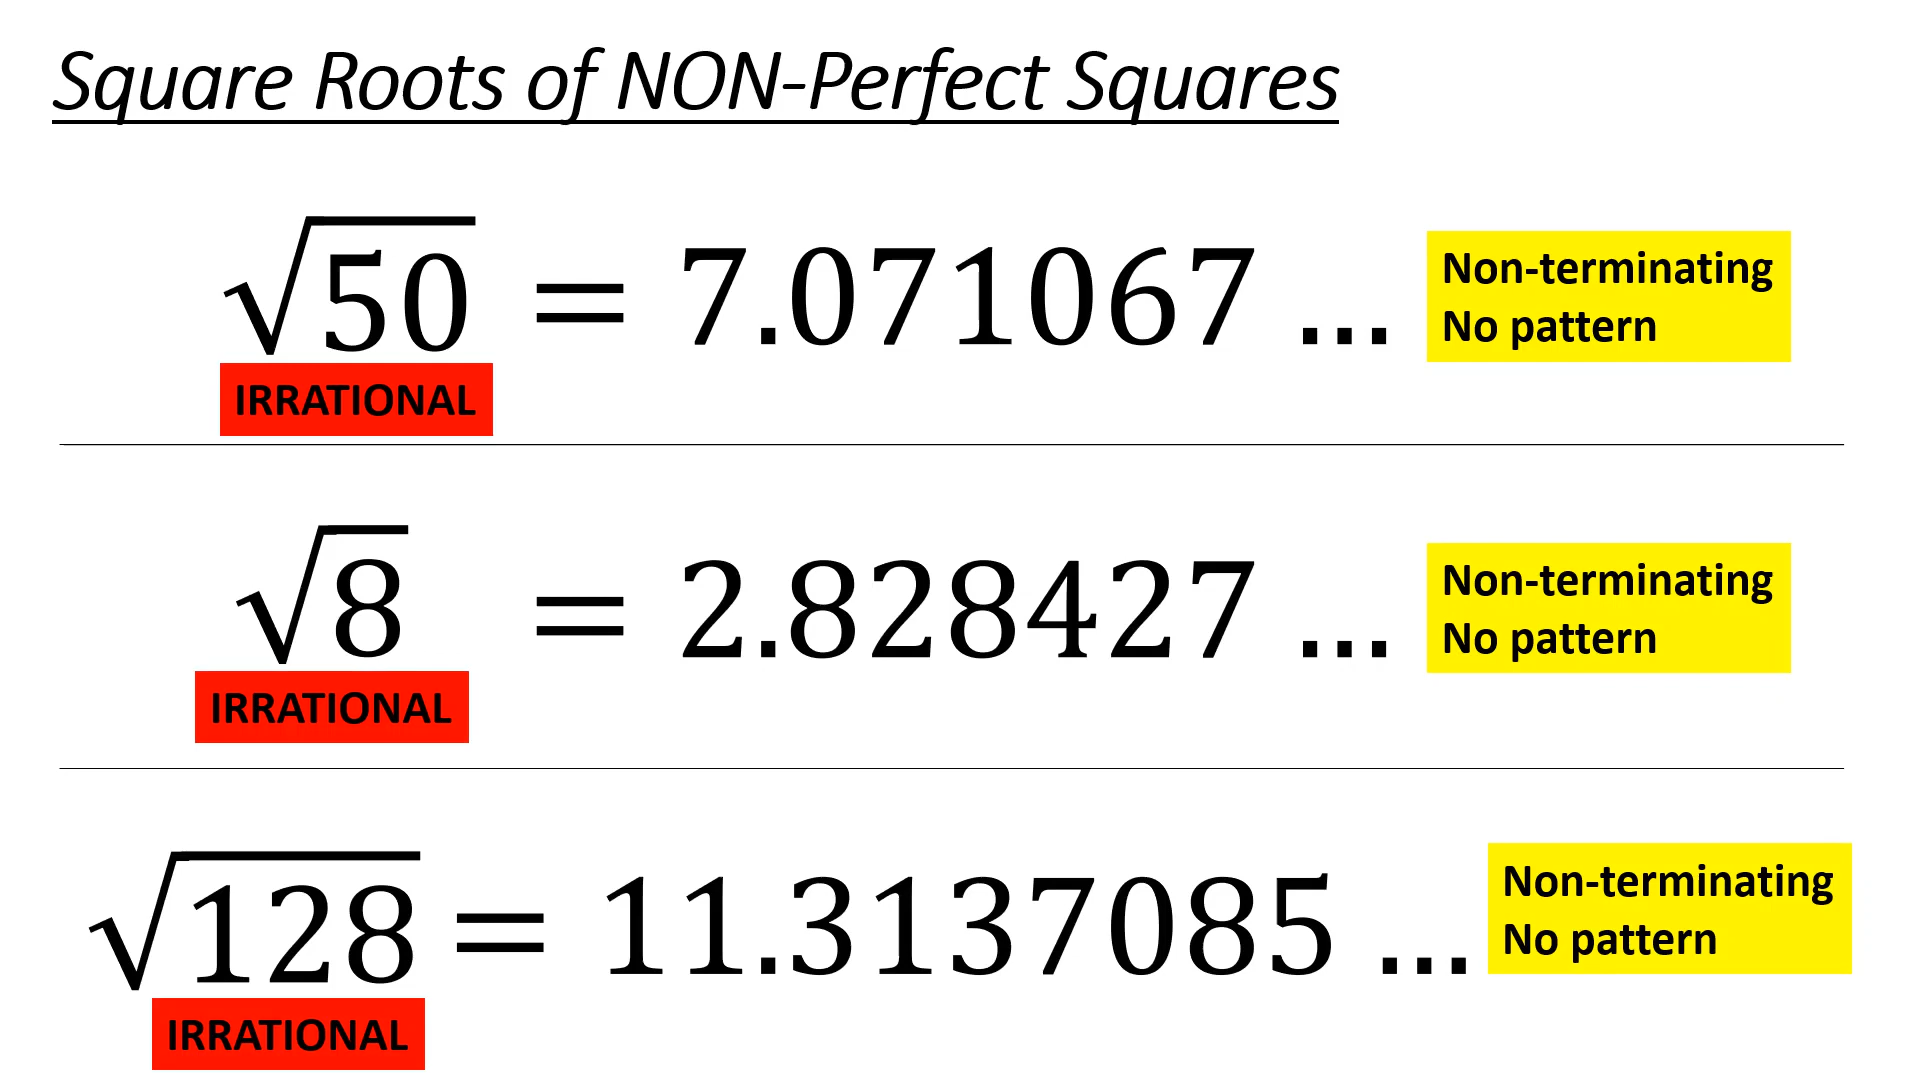 Square Roots of NON-Perfect Squares
√50 = 7.071067 ...
Non-terminating
No pattern
IRRATIONAL
√8 = 2.828427 ...
Non-terminating
No pattern
IRRATIONAL
√128 = 11.3137085 ...
Non-terminating
No pattern
IRRATIONAL